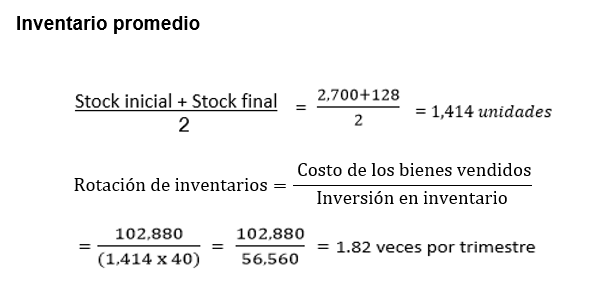 Inventario promedio
Stock inicial + Stock final / 2 = 2,700+128 / 2 = 1,414 unidades
Rotación de inventarios = Costo de los bienes vendidos / Inversión en inventario
= 102,880 / (1,414 x 40) = 102,880 / 56,560 = 1.82 veces por trimestre